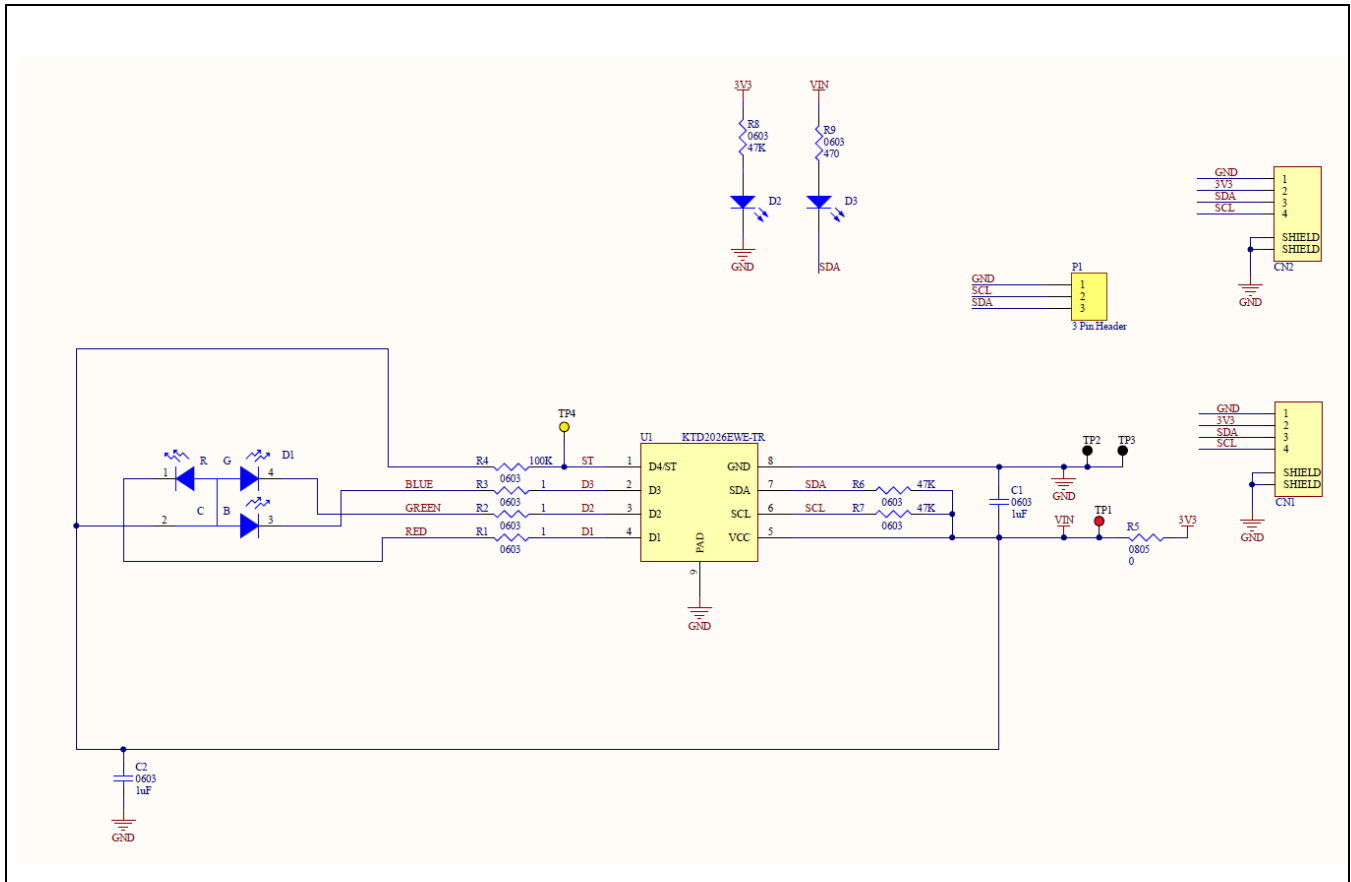 3V3
VIN
R8
0603
47K
R9
0603
470
D2
D3
GND
SDA
GND
3V3
SDA
SCL
1
2
3
4
SHIELD
SHIELD
CN2
GND
P1
GND
SCL
SDA
1
2
3
3 Pin Header
GND
3V3
SDA
SCL
1
2
3
4
SHIELD
SHIELD
CN1
GND
TP4
U1 KTD2026EWE-TR
R4 100K ST 1 D4/ST GND 8
0603
BLUE R3 1 D3 2 D3 SDA 7 SDA R6 47K
0603 0603
GREEN R2 1 D2 3 D2 SCL 6 SCL R7 47K
0603 0603
RED R1 1 D1 4 D1 VCC 5
0603
PAD
9
GND
1 R G 4 D1
2 C B 3
TP2 TP3
GND
C1
0603
1uF
VIN
TP1
R5
0805
0
3V3
C2
0603
1uF
GND